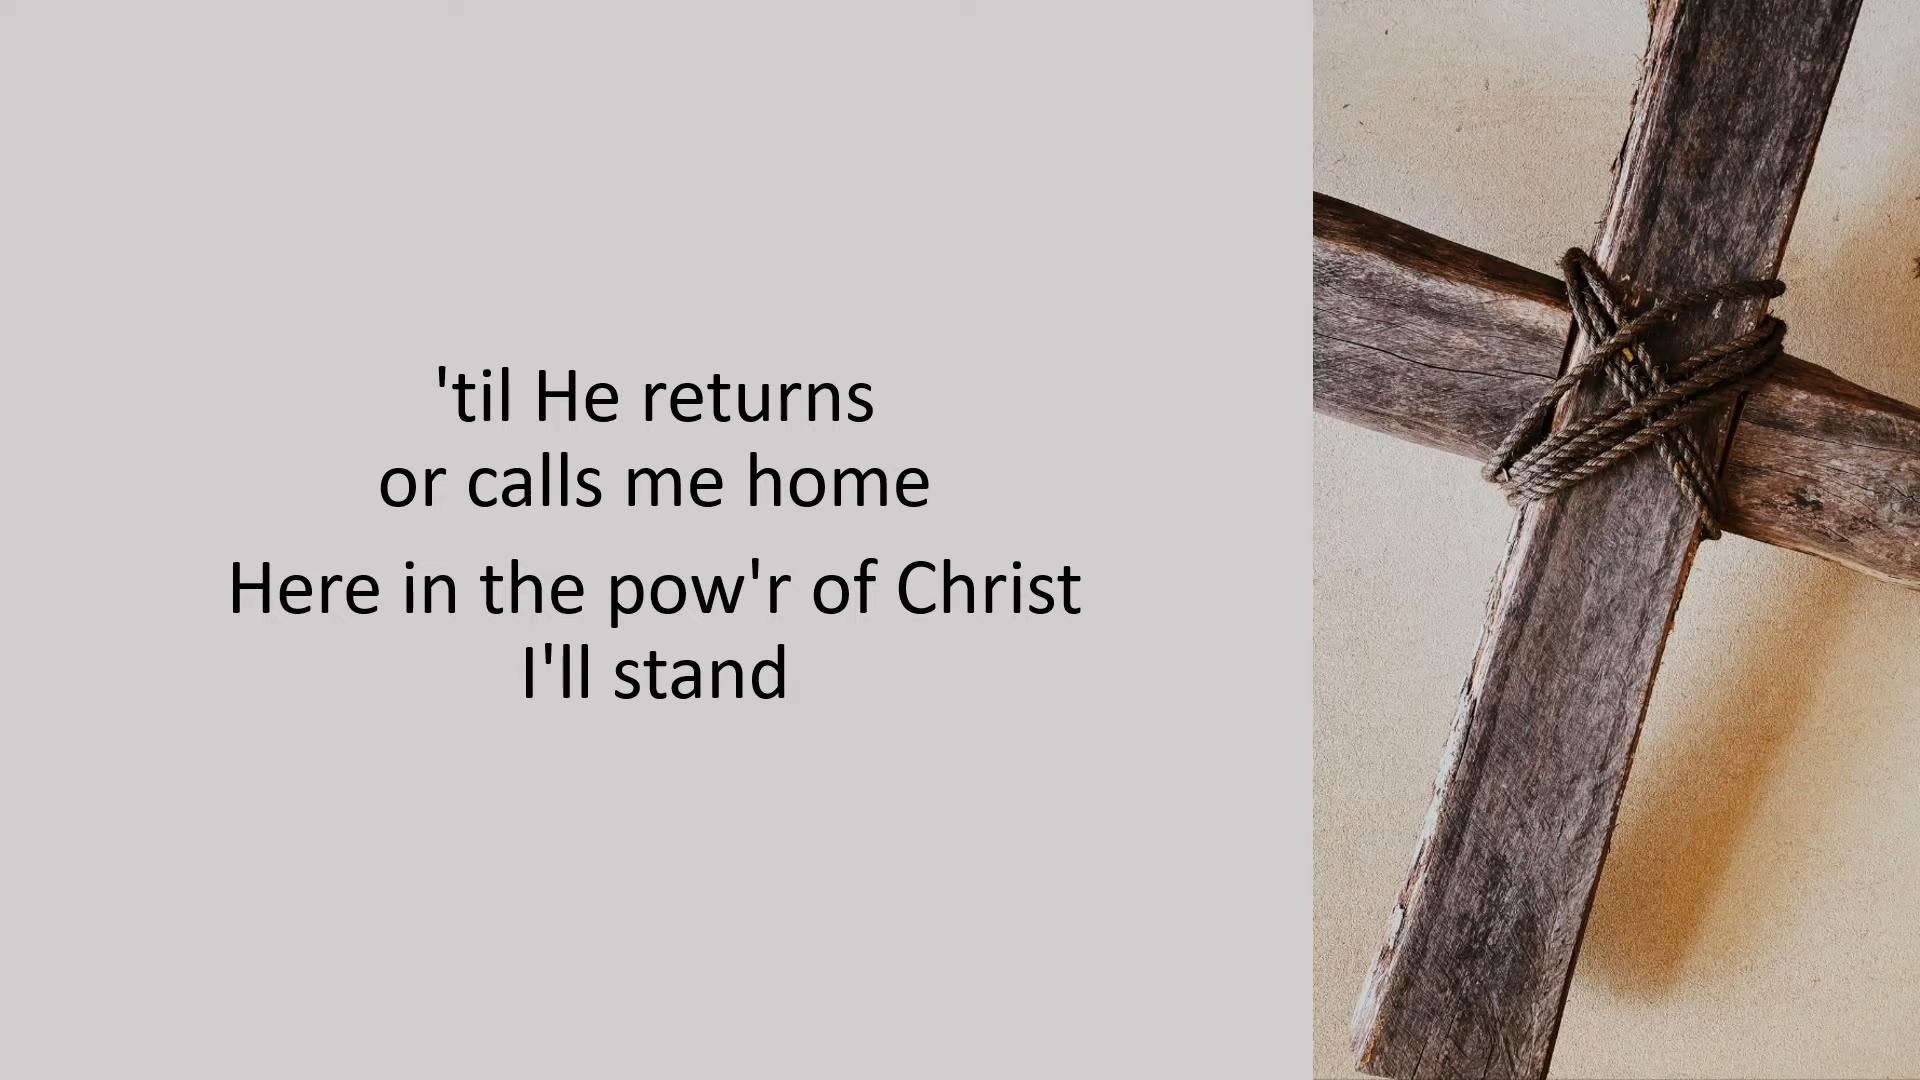 'til He returns
or calls me home
Here in the pow'r of Christ
I'll stand